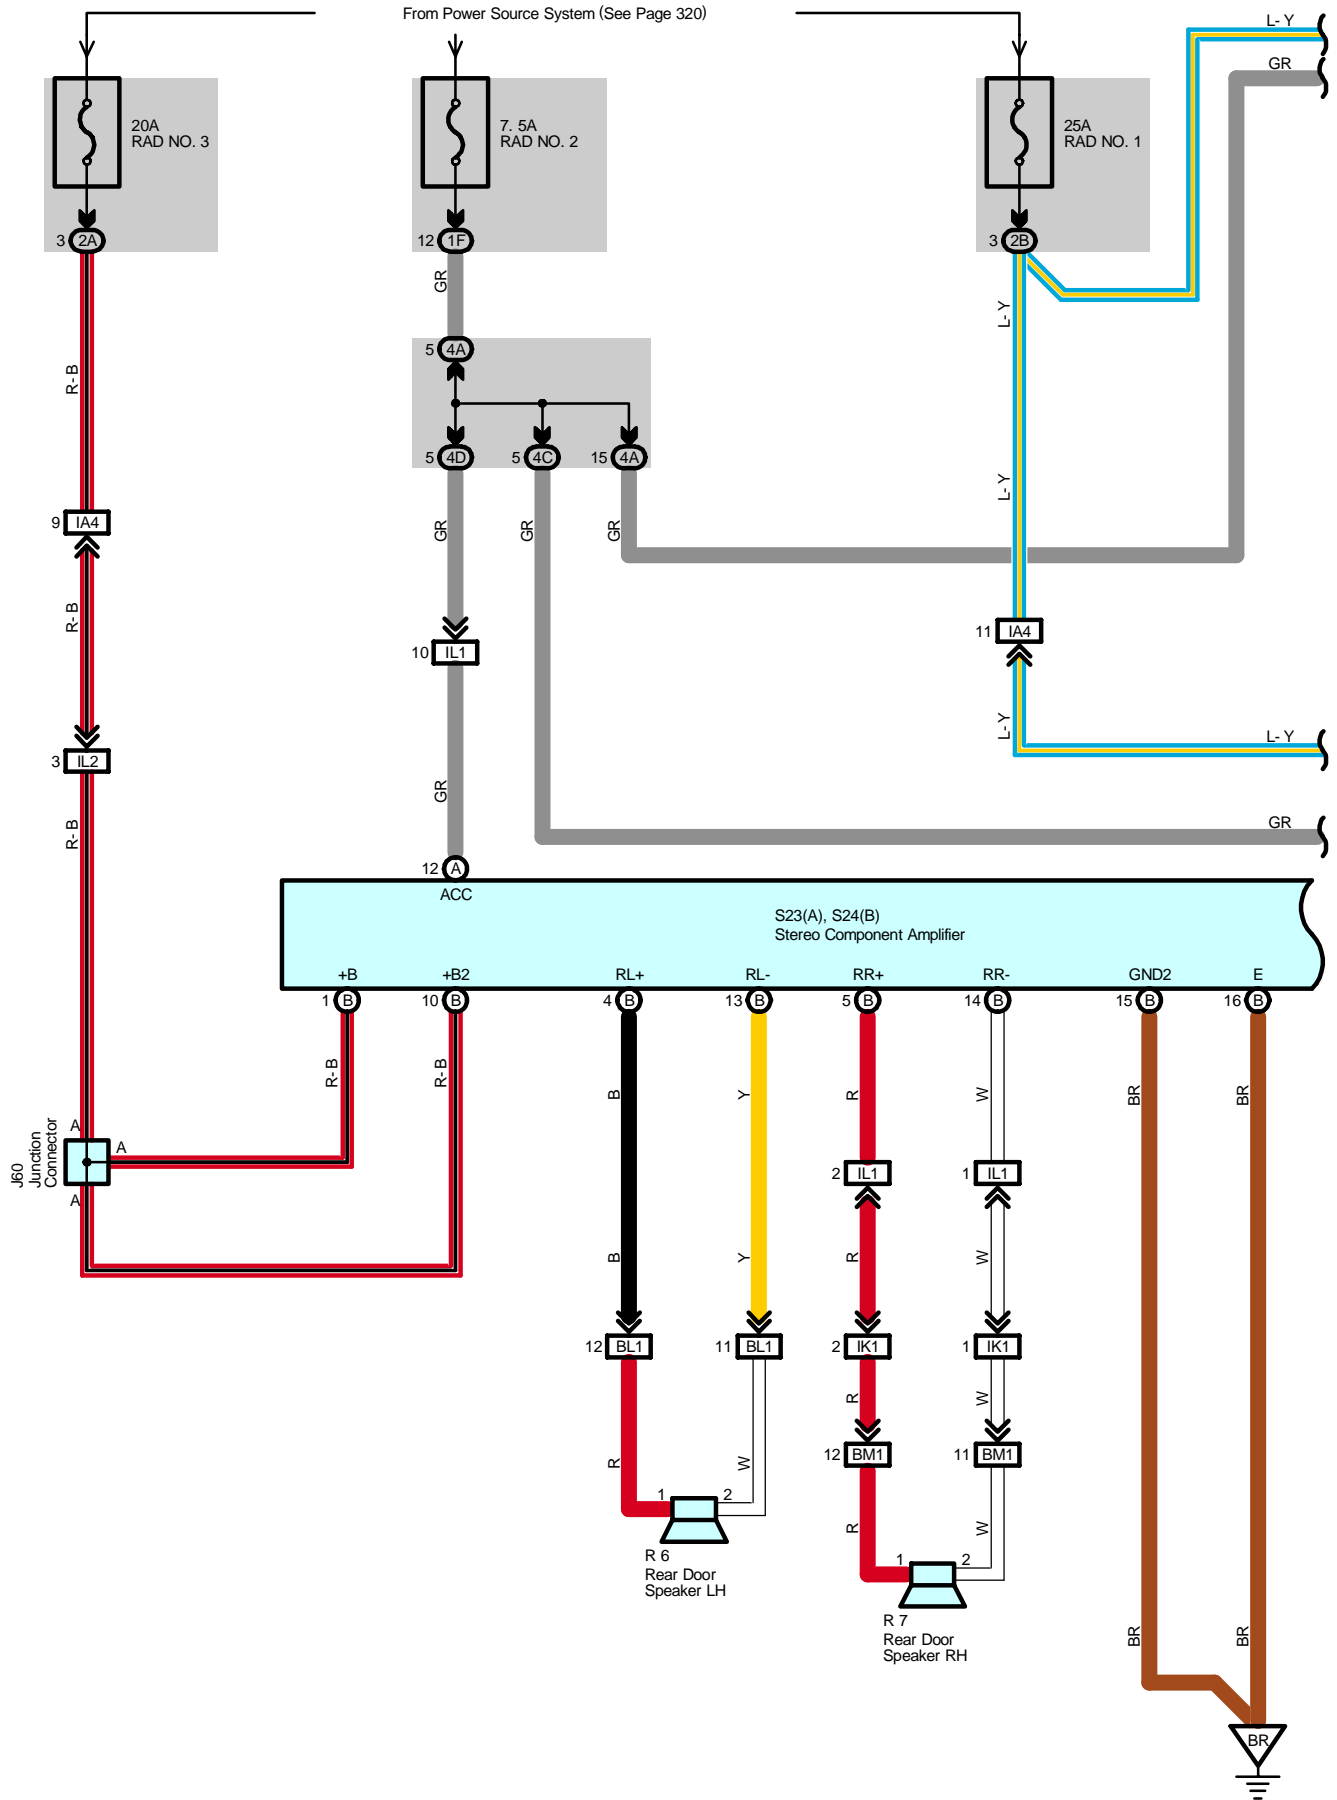 From Power Source System (See Page 320)
L- Y
GR
20A
RAD NO. 3
7. 5A
RAD NO. 2
25A
RAD NO. 1
3 2A
12 1F
3 2B
GR
L- Y
5 4A
R- B
5 4D
5 4C
15 4A
L- Y
9 IA4
GR
GR
GR
R- B
11 IA4
10 IL1
L- Y
L- Y
3 IL2
GR
R- B
GR
12 A
ACC
S23(A), S24(B)
Stereo Component Amplifier
+B
+B2
RL+
RL-
RR+
RR-
GND2
E
1 B
10 B
4 B
13 B
5 B
14 B
15 B
16 B
R- B
R- B
B
Y
R
W
BR
BR
J60
Junction
Connector
A
A
A
2 IL1
1 IL1
B
Y
R
W
12 BL1
11 BL1
2 IK1
1 IK1
R
W
R
W
12 BM1
11 BM1
1
2
R
W
R 6
Rear Door
Speaker LH
1
2
R 7
Rear Door
Speaker RH
BR
BR
BR